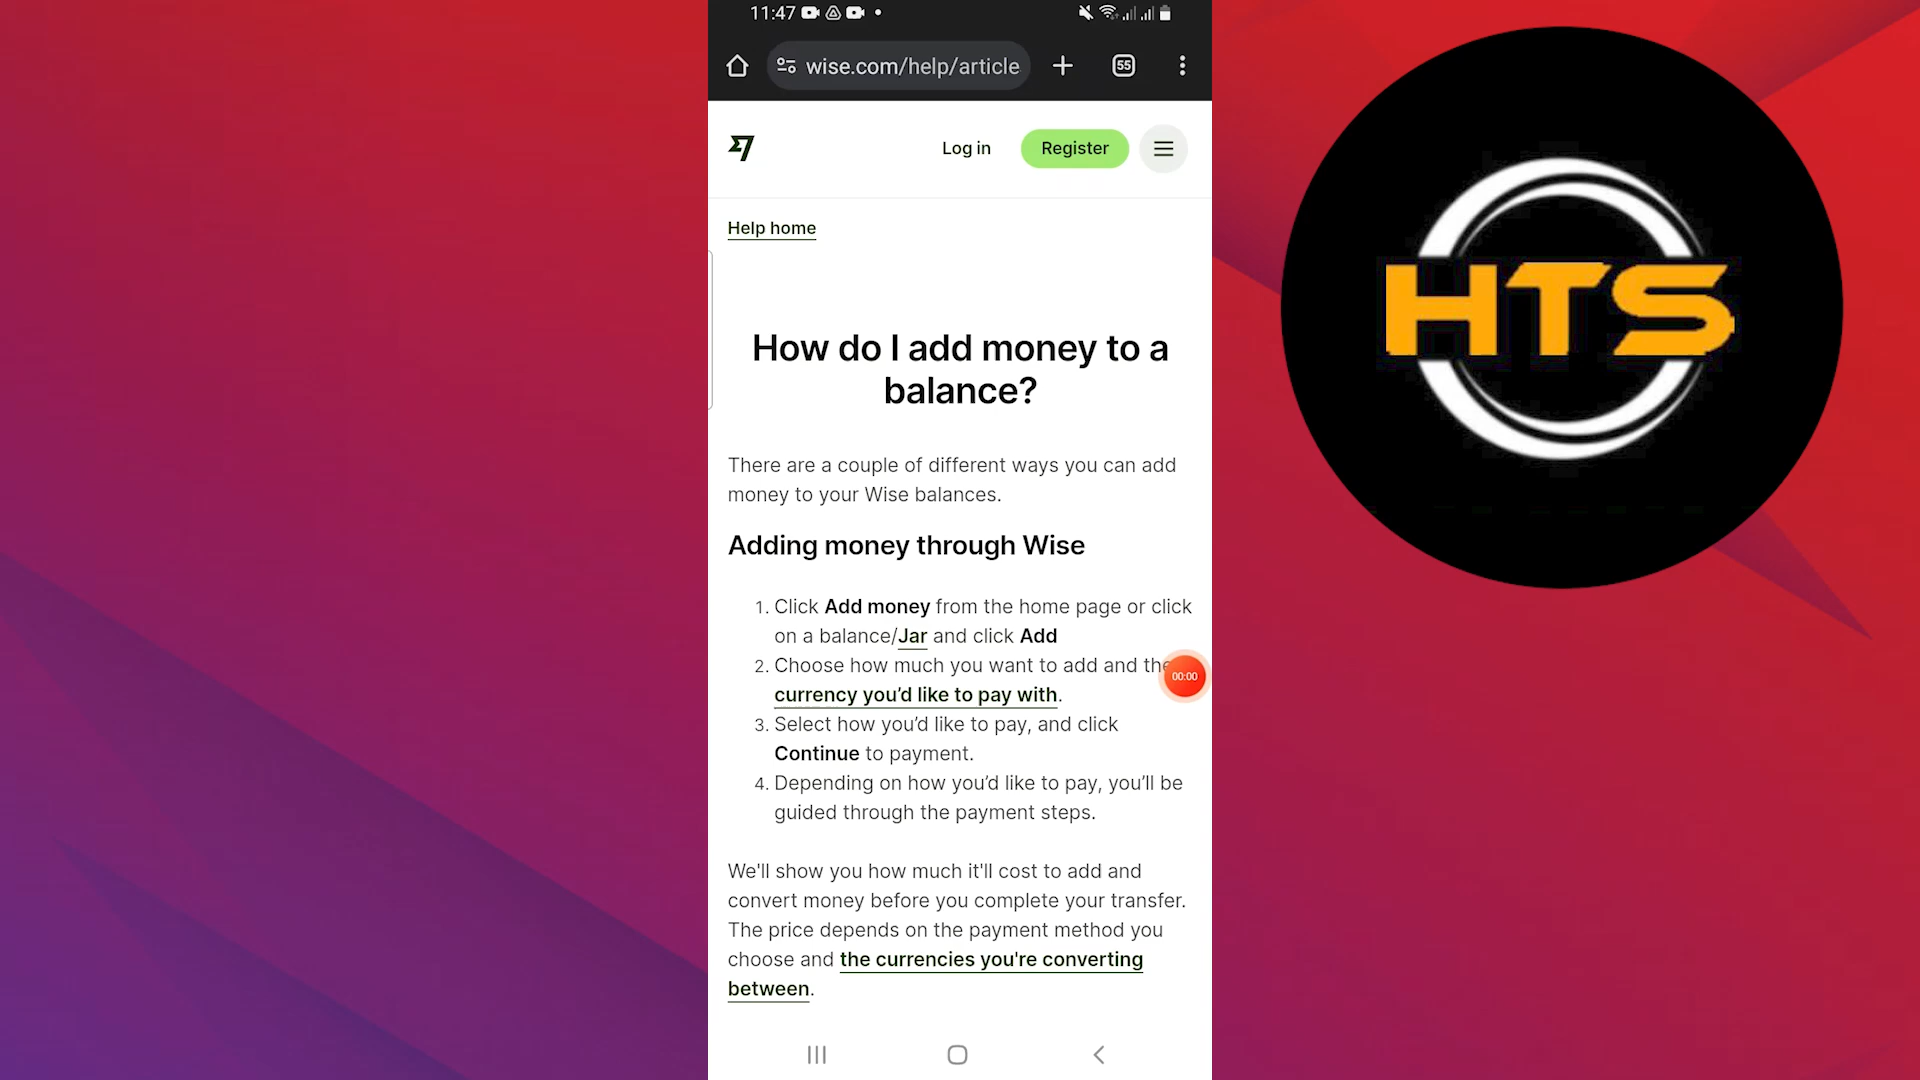 11:47
wise.com/help/article
55
Log in
Register
Help home
How do I add money to a
balance?
There are a couple of different ways you can add
money to your Wise balances.
Adding money through Wise
1. Click Add money from the home page or click
on a balance/Jar and click Add
2. Choose how much you want to add and the
currency you’d like to pay with.
3. Select how you’d like to pay, and click
Continue to payment.
4. Depending on how you’d like to pay, you’ll be
guided through the payment steps.
We'll show you how much it'll cost to add and
convert money before you complete your transfer.
The price depends on the payment method you
choose and the currencies you're converting
between.
00:00
HTS